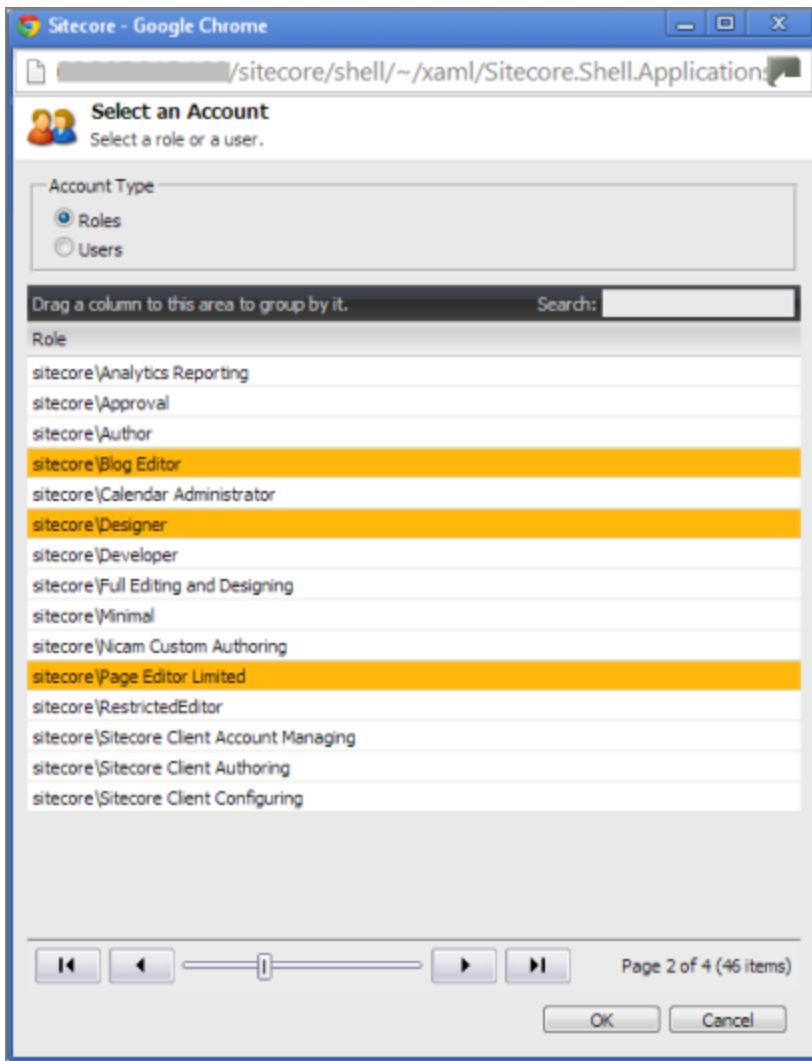 Sitecore - Google Chrome
/sitecore/shell/~/xaml/Sitecore.Shell.Applications
Select an Account
Select a role or a user.
Account Type
Roles
Users
Drag a column to this area to group by it. Search:
Role
sitecore\Analytics Reporting
sitecore\Approval
sitecore\Author
sitecore\Blog Editor
sitecore\Calendar Administrator
sitecore\Designer
sitecore\Developer
sitecore\Full Editing and Designing
sitecore\Minimal
sitecore\Nicam Custom Authoring
sitecore\Page Editor Limited
sitecore\RestrictedEditor
sitecore\Sitecore Client Account Managing
sitecore\Sitecore Client Authoring
sitecore\Sitecore Client Configuring
Page 2 of 4 (46 items)
OK Cancel